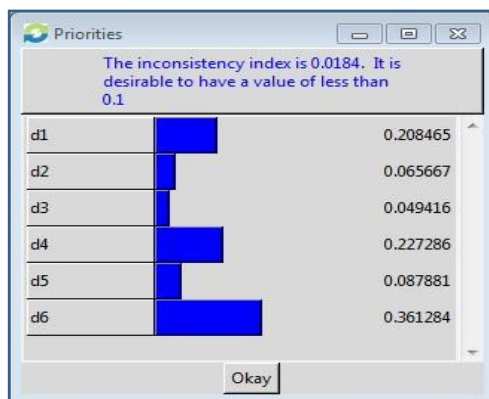 Priorities
The inconsistency index is 0.0184. It is
desirable to have a value of less than
0.1
d1 0.208465
d2 0.065667
d3 0.049416
d4 0.227286
d5 0.087881
d6 0.361284
Okay